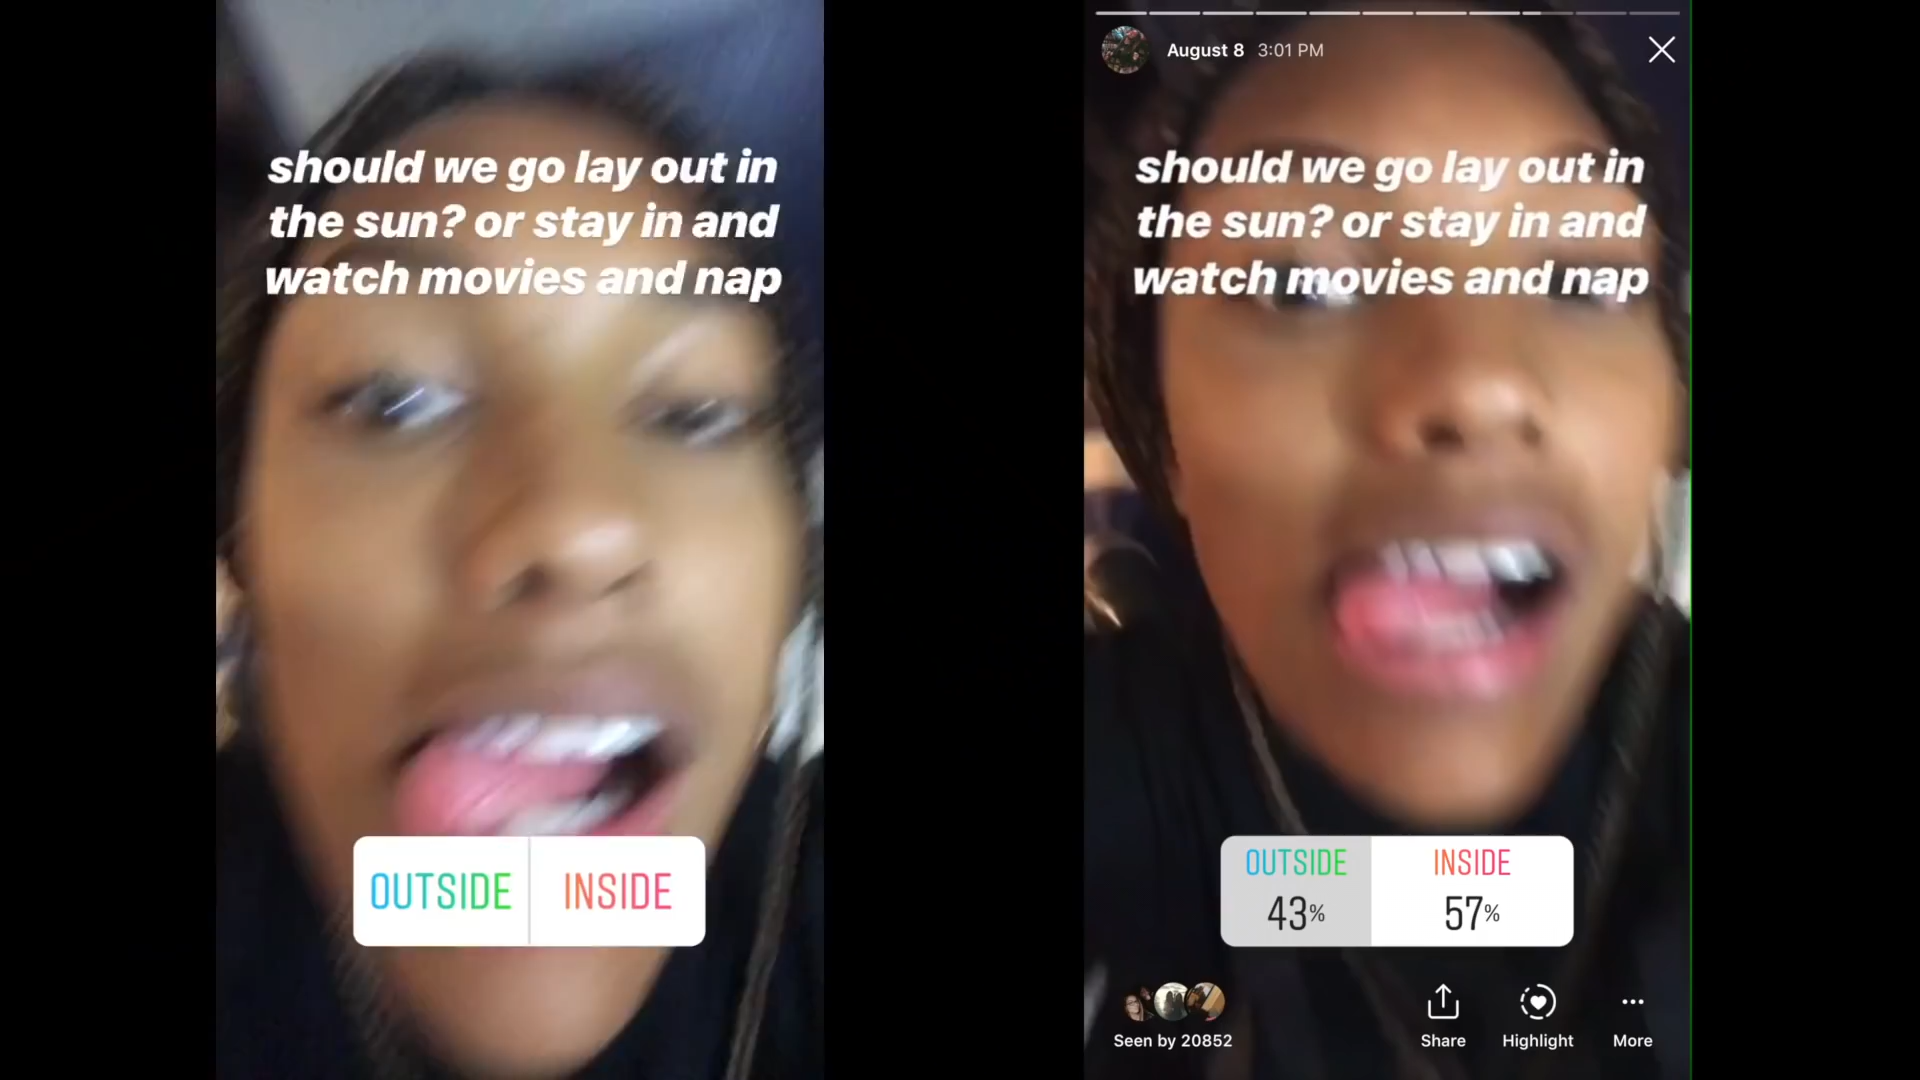 should we go lay out in
the sun? or stay in and
watch movies and nap
OUTSIDE INSIDE
August 8 3:01 PM
should we go lay out in
the sun? or stay in and
watch movies and nap
OUTSIDE INSIDE
43% 57%
Seen by 20852 Share Highlight More